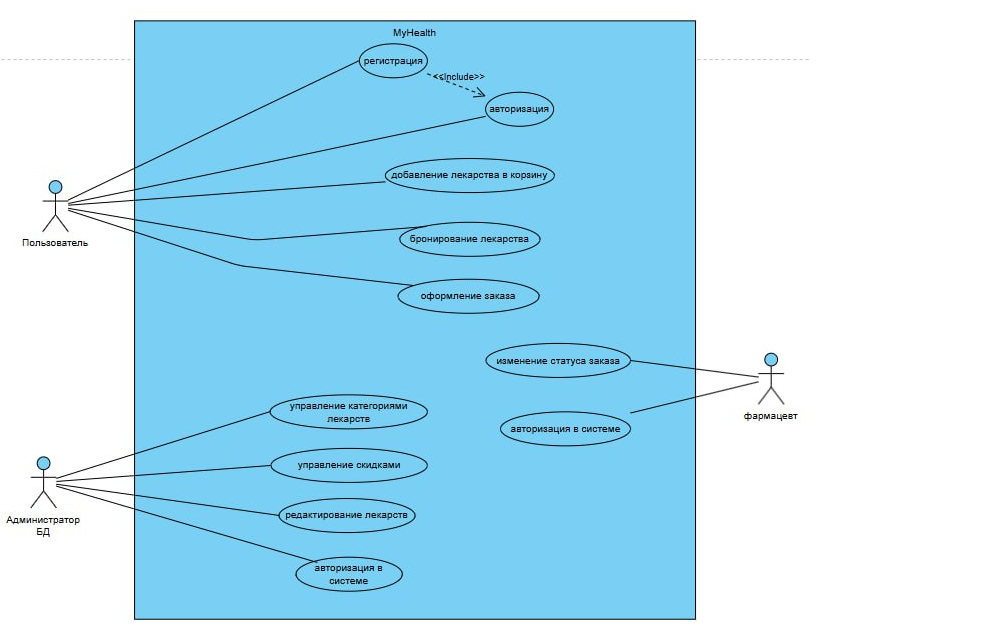 MyHealth
регистрация
<<Include>>
авторизация
добавление лекарства в корзину
Пользователь
бронирование лекарства
оформление заказа
изменение статуса заказа
фармацевт
управление категориями
лекарств
авторизация в системе
управление скидками
Администратор
БД
редактирование лекарств
авторизация в
системе